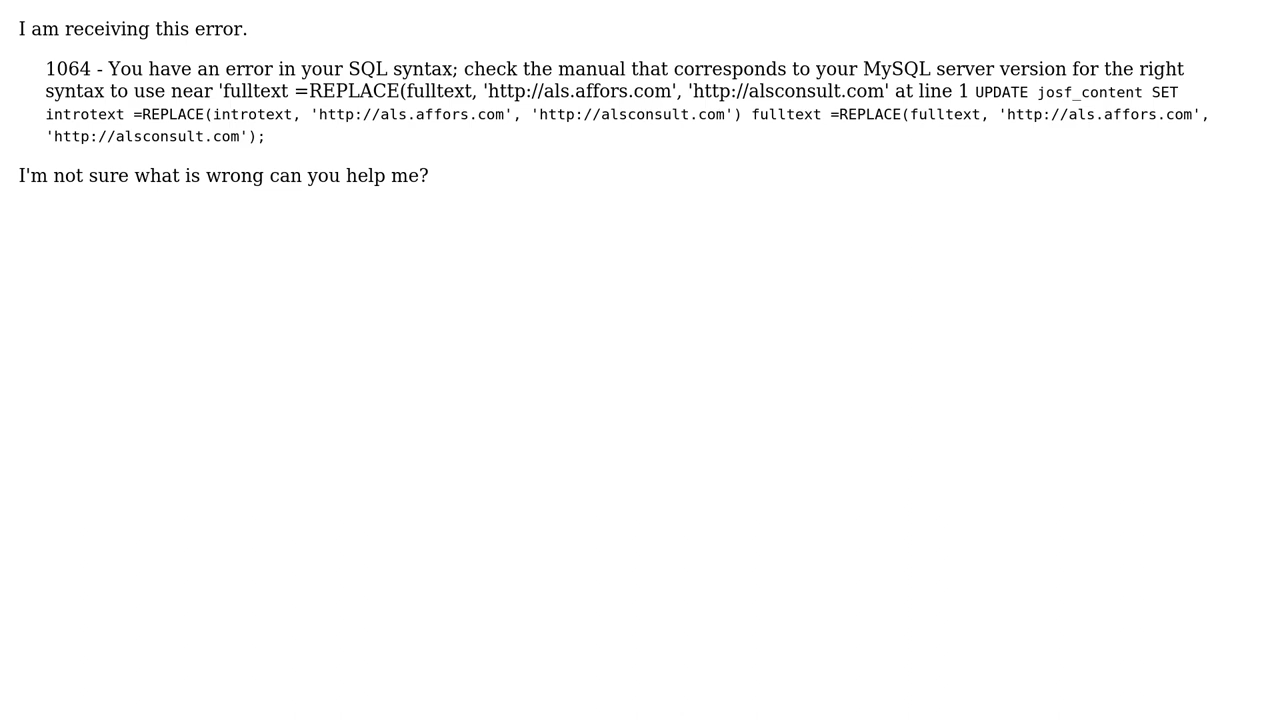 I am receiving this error.
1064 - You have an error in your SQL syntax; check the manual that corresponds to your MySQL server version for the right
syntax to use near 'fulltext =REPLACE(fulltext, 'http://als.affors.com', 'http://alsconsult.com' at line 1 UPDATE josf_content SET
introtext =REPLACE(introtext, 'http://als.affors.com', 'http://alsconsult.com') fulltext =REPLACE(fulltext, 'http://als.affors.com',
'http://alsconsult.com');
I'm not sure what is wrong can you help me?